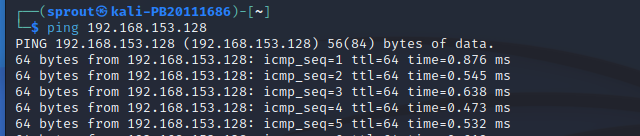 ┌──(sprout㉿kali-PB20111686)-[~]
└─$ ping 192.168.153.128
PING 192.168.153.128 (192.168.153.128) 56(84) bytes of data.
64 bytes from 192.168.153.128: icmp_seq=1 ttl=64 time=0.876 ms
64 bytes from 192.168.153.128: icmp_seq=2 ttl=64 time=0.545 ms
64 bytes from 192.168.153.128: icmp_seq=3 ttl=64 time=0.638 ms
64 bytes from 192.168.153.128: icmp_seq=4 ttl=64 time=0.473 ms
64 bytes from 192.168.153.128: icmp_seq=5 ttl=64 time=0.532 ms